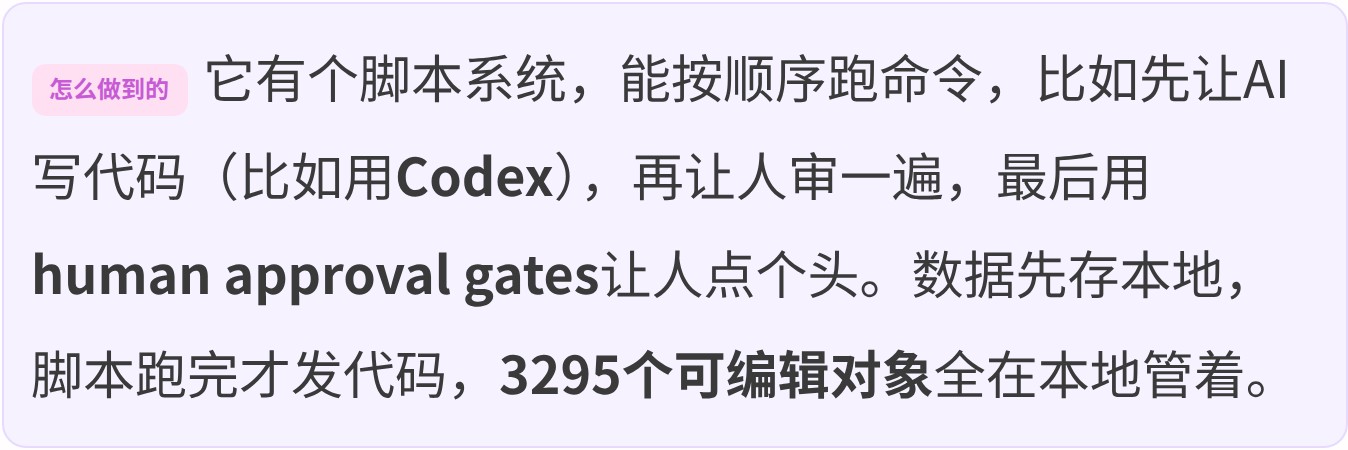 怎么做到的 它有个脚本系统，能按顺序跑命令，比如先让AI
写代码（比如用Codex），再让人审一遍，最后用
human approval gates让人点个头。数据先存本地，
脚本跑完才发代码，3295个可编辑对象全在本地管着。